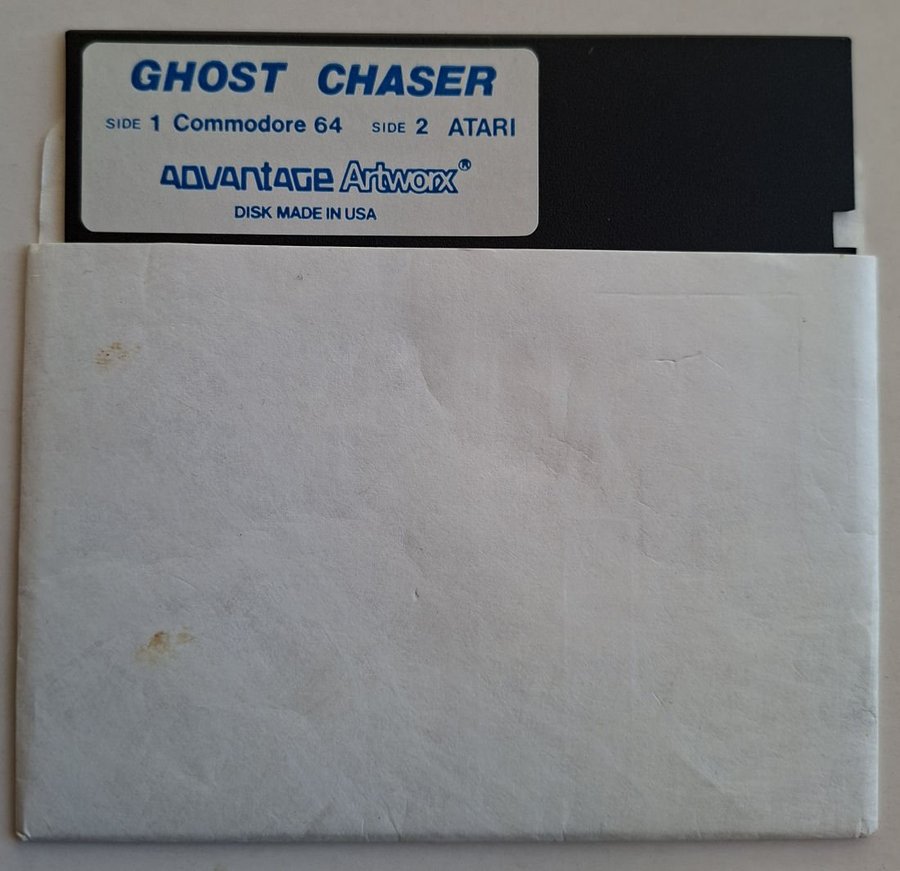 GHOST CHASER
SIDE 1 Commodore 64 SIDE 2 ATARI
ADVANtAGE Artworx®
DISK MADE IN USA